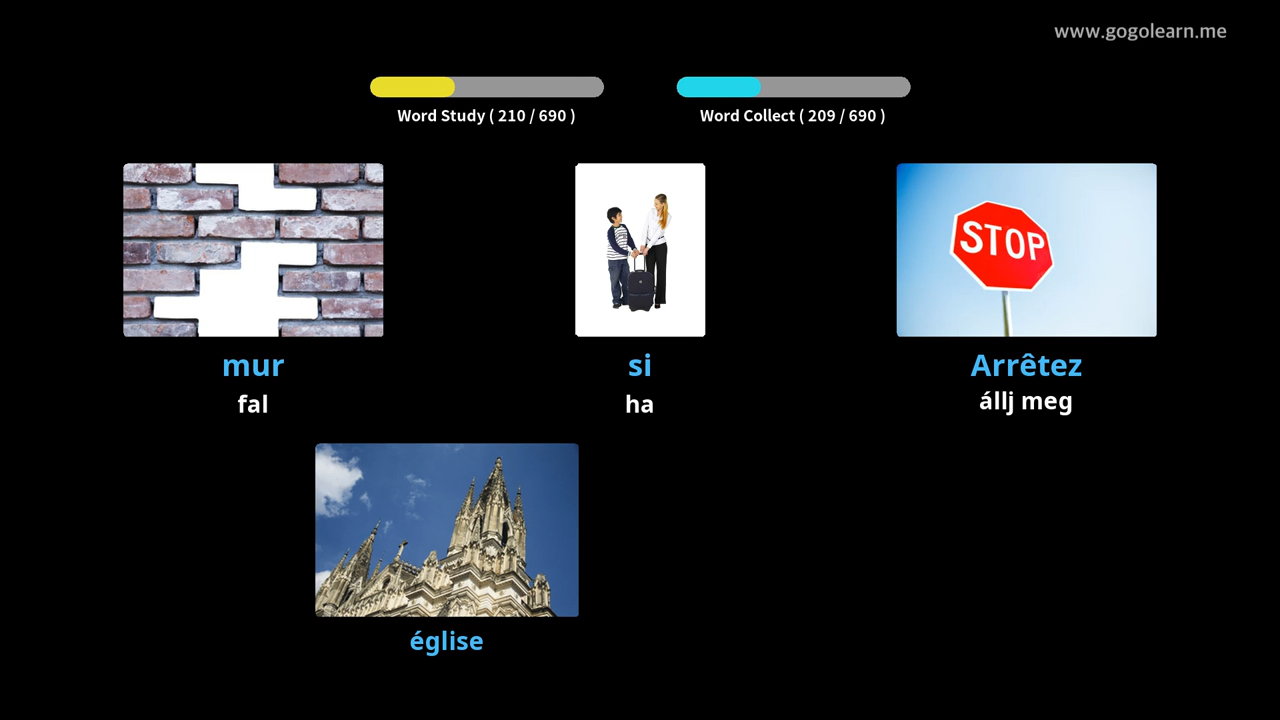 www.gogolearn.me
Word Study ( 210 / 690 )
Word Collect ( 209 / 690 )
STOP
mur
si
Arrêtez
fal
ha
állj meg
église